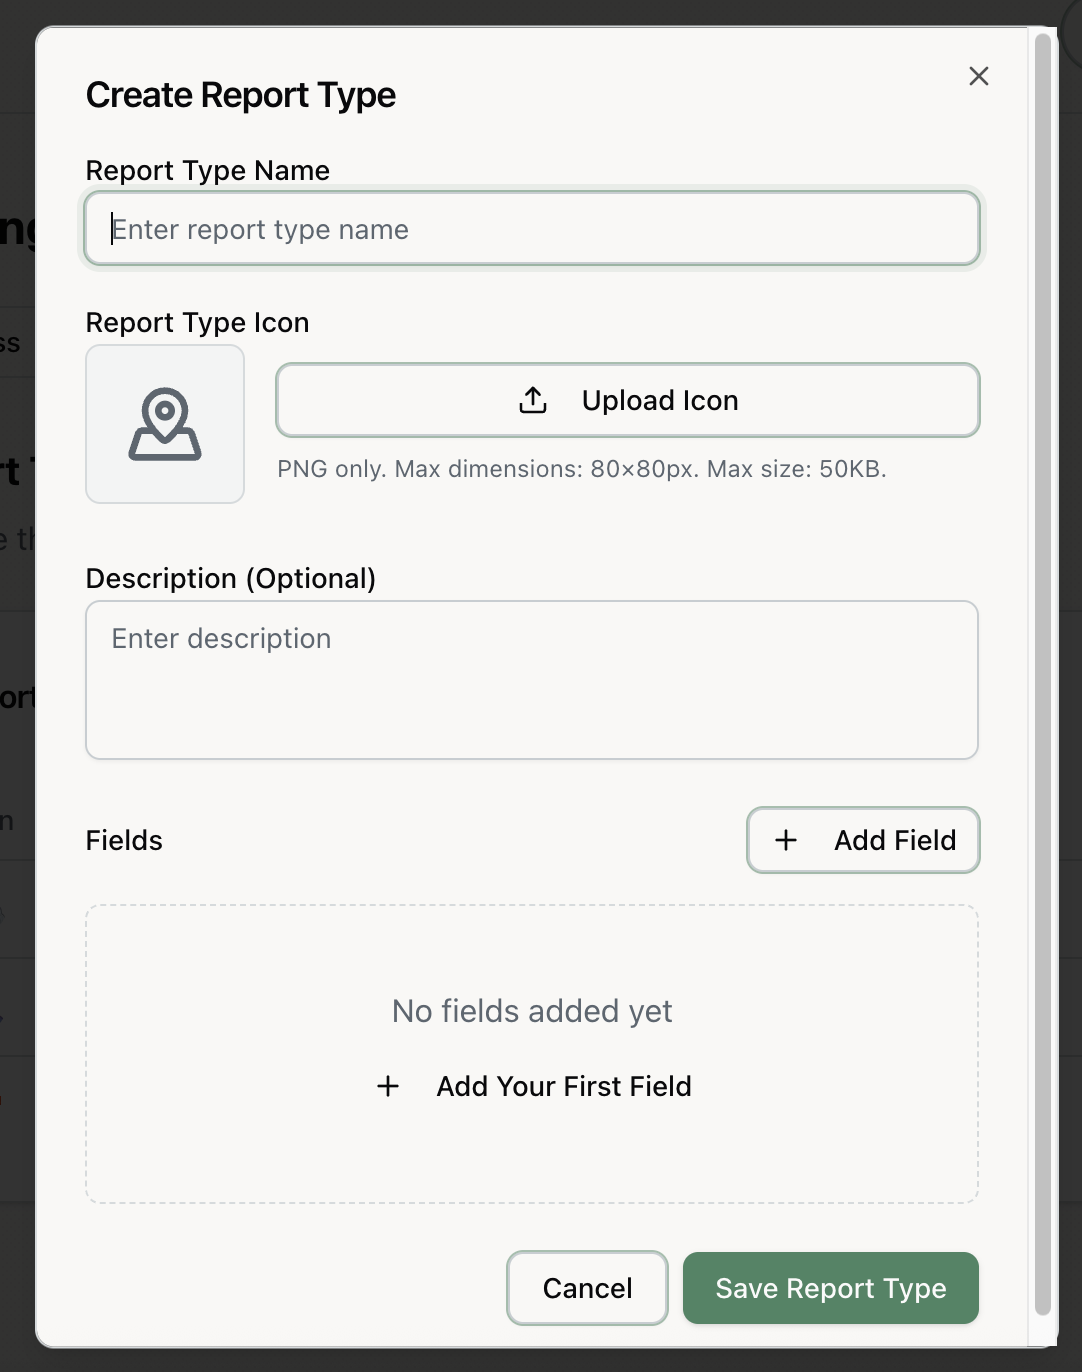 Create Report Type
Report Type Name
Enter report type name
Report Type Icon
Upload Icon
PNG only. Max dimensions: 80×80px. Max size: 50KB.
Description (Optional)
Enter description
Fields
+ Add Field
No fields added yet
+ Add Your First Field
Cancel
Save Report Type